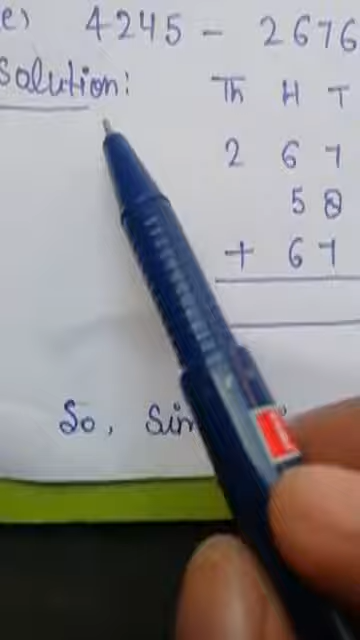 e) 4245 - 2676
Solution:
Th H T
2 6 7
5 8
+ 6 7
So,